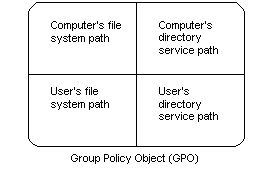 Computer's file
system path
Computer's
directory
service path
User's file
system path
User's
directory
service path
Group Policy Object (GPO)